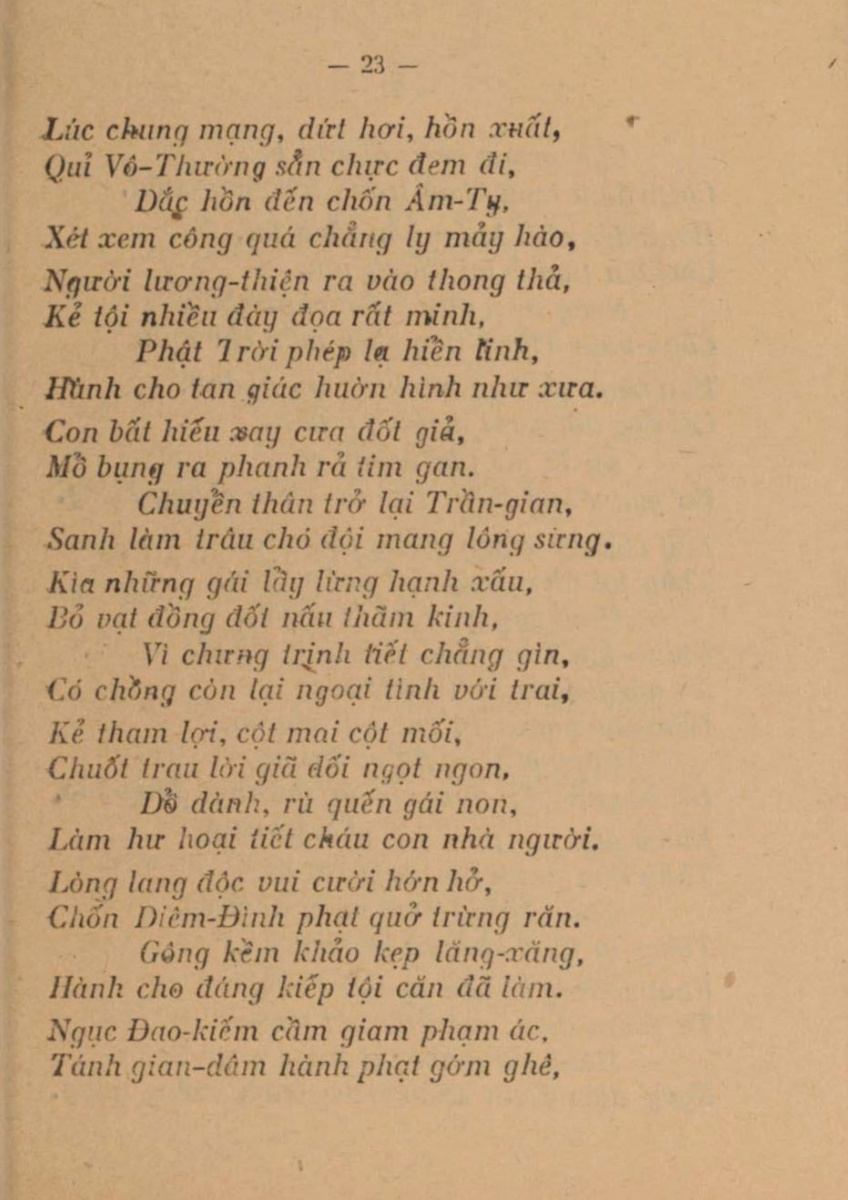 — 23 —
Lúc chung mạng, dứt hơi, hồn xuất,
Quỉ Vô-Thường sẳn chực đem đi,
Dắc hồn đến chốn Âm-Ty,
Xét xem công quá chẳng ly mảy hào,
Người lương-thiện ra vào thong thả,
Kẻ tội nhiều đày đọa rất minh,
Phật Trời phép lạ hiền linh,
Hành cho tan giác huờn hình như xưa.
Con bất hiếu xay cưa đốt giả,
Mổ bụng ra phanh rả tim gan.
Chuyển thân trở lại Trần-gian,
Sanh làm trâu chó đội mang lông sừng.
Kìa những gái lầy lừng hạnh xấu,
Bỏ vạt đồng đốt nấu thãm kinh,
Vì chưng trịnh tiết chẳng gìn,
Có chồng còn lại ngoại tình với trai,
Kẻ tham lợi, cột mai cột mối,
Chuốt trau lời giã dối ngọt ngon,
Dổ dành, rù quến gái non,
Làm hư hoại tiết cháu con nhà người.
Lòng lang độc vui cười hớn hở,
Chốn Diêm-Đình phạt quở trừng răn.
Gông kềm khảo kẹp lăng-xăng,
Hành cho đáng kiếp tội căn đã làm.
Ngục Đao-kiếm cầm giam phạm ác,
Tánh gian-dâm hành phạt gớm ghê,